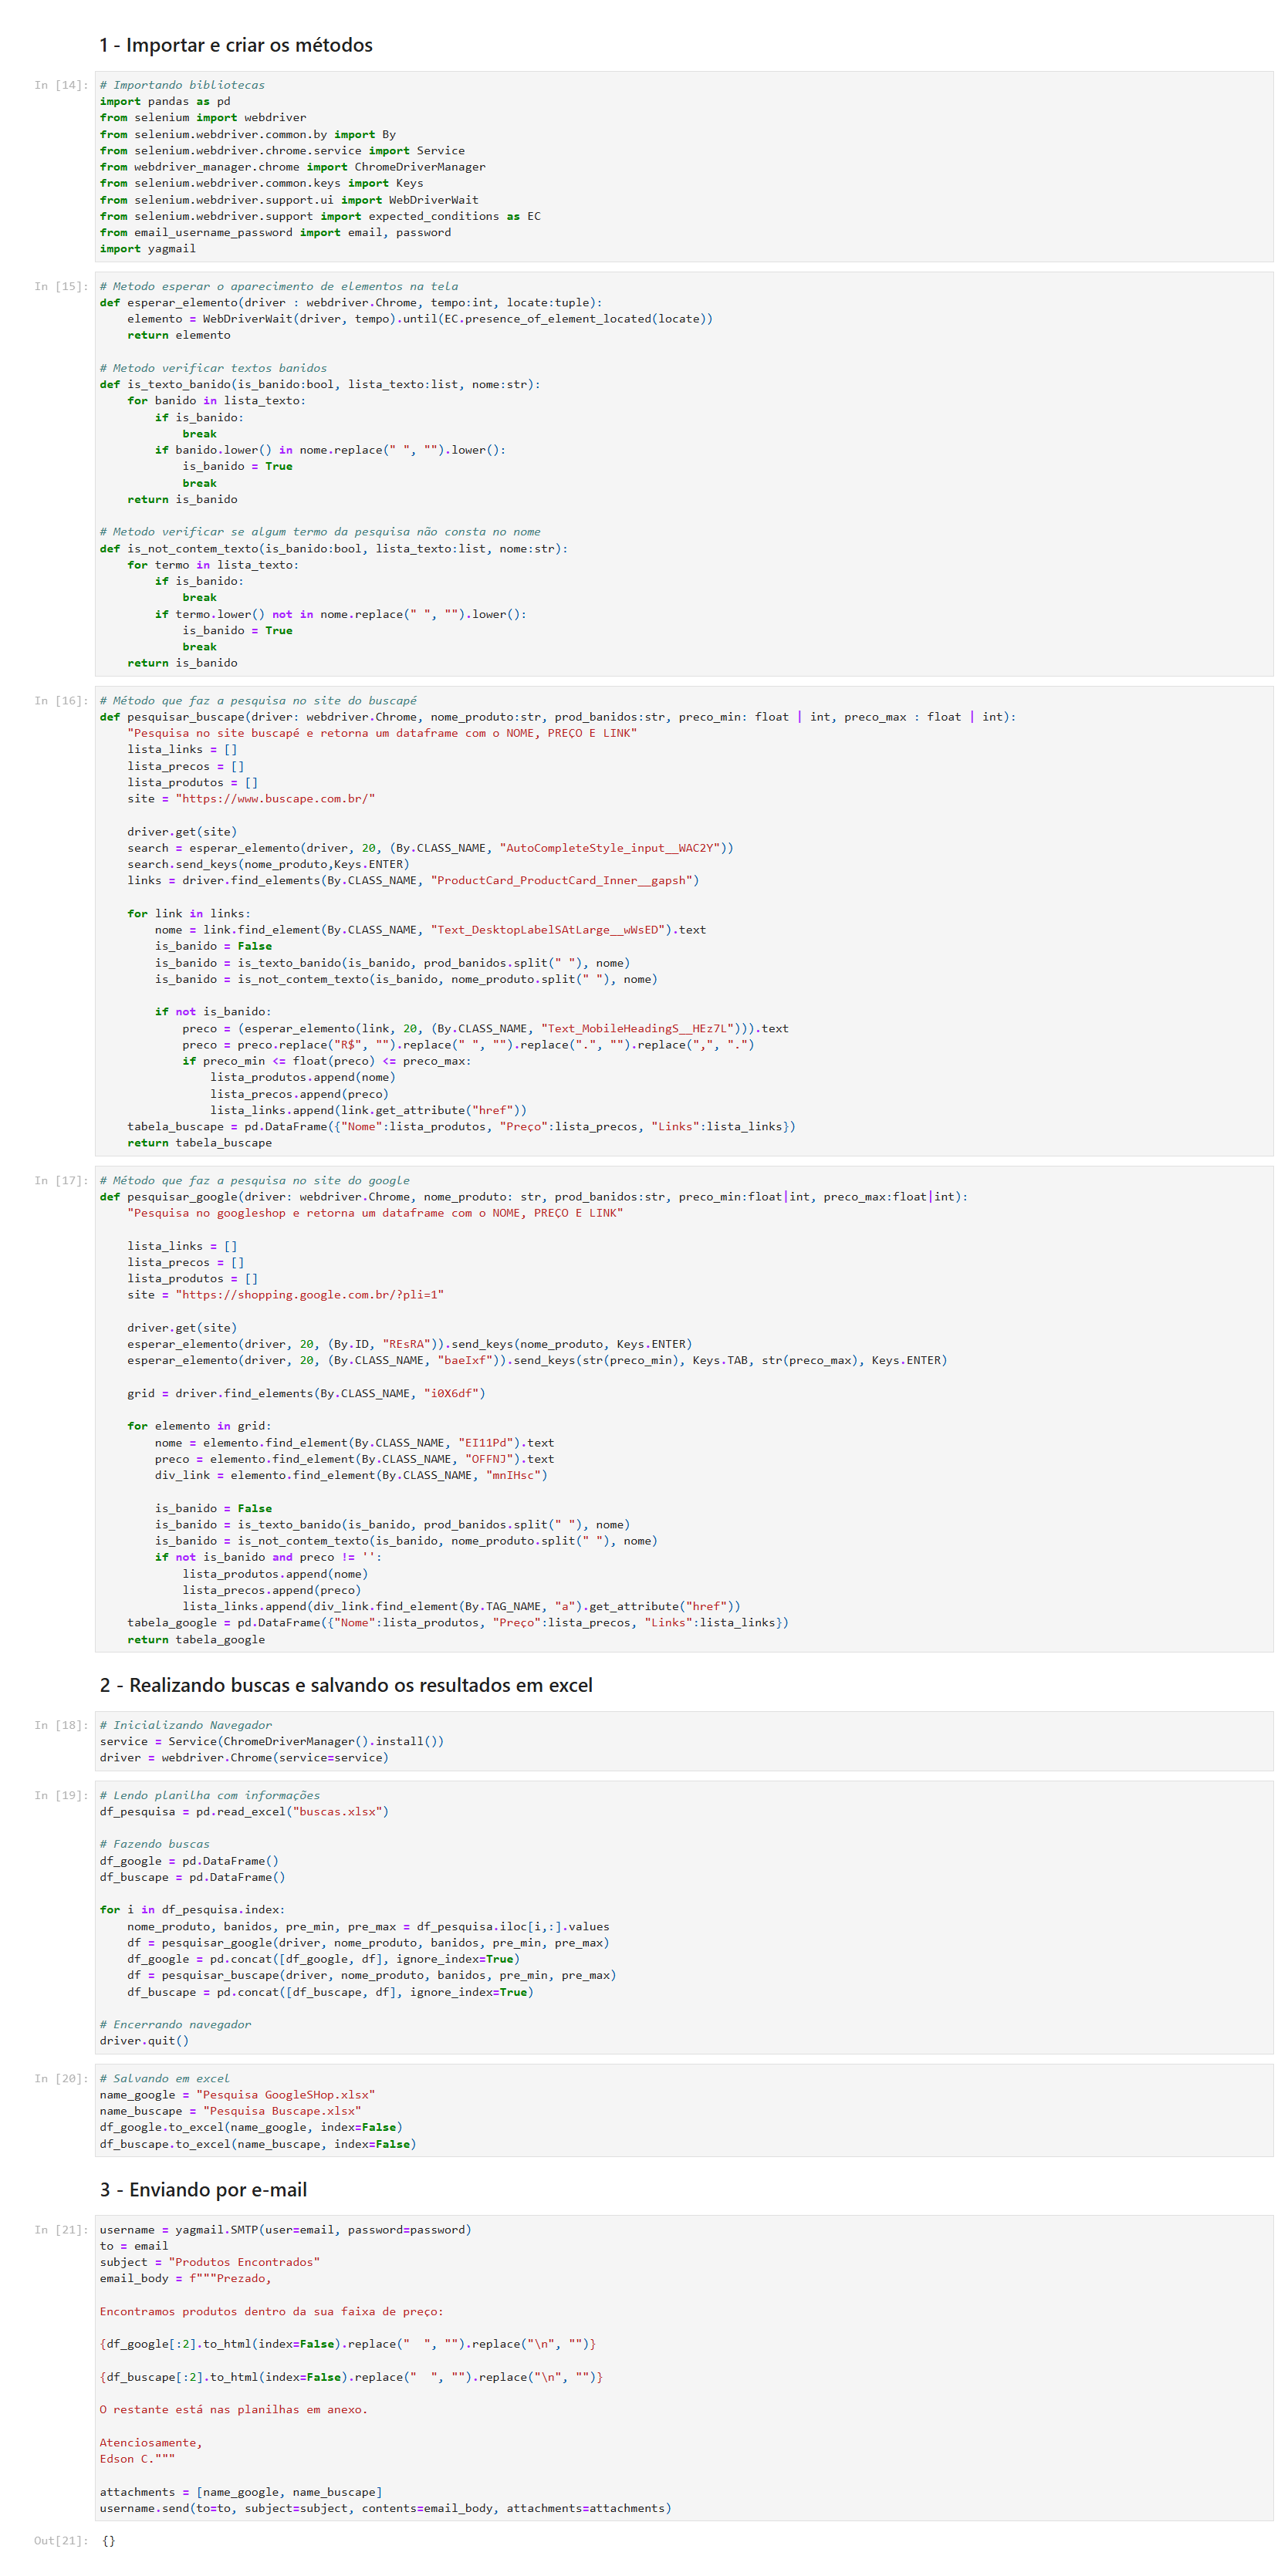 1 - Importar e criar os métodos
In [14]:
# Importando bibliotecas
import pandas as pd
from selenium import webdriver
from selenium.webdriver.common.by import By
from selenium.webdriver.chrome.service import Service
from webdriver_manager.chrome import ChromeDriverManager
from selenium.webdriver.common.keys import Keys
from selenium.webdriver.support.ui import WebDriverWait
from selenium.webdriver.support import expected_conditions as EC
from email_username_password import email, password
import yagmail
In [15]:
# Metodo esperar o aparecimento de elementos na tela
def esperar_elemento(driver : webdriver.Chrome, tempo:int, locate:tuple):
    elemento = WebDriverWait(driver, tempo).until(EC.presence_of_element_located(locate))
    return elemento

# Metodo verificar textos banidos
def is_texto_banido(is_banido:bool, lista_texto:list, nome:str):
    for banido in lista_texto:
        if is_banido:
            break
        if banido.lower() in nome.replace(" ", "").lower():
            is_banido = True
            break
    return is_banido

# Metodo verificar se algum termo da pesquisa não consta no nome
def is_not_contem_texto(is_banido:bool, lista_texto:list, nome:str):
    for termo in lista_texto:
        if is_banido:
            break
        if termo.lower() not in nome.replace(" ", "").lower():
            is_banido = True
            break
    return is_banido
In [16]:
# Método que faz a pesquisa no site do buscapé
def pesquisar_buscape(driver: webdriver.Chrome, nome_produto:str, prod_banidos:str, preco_min: float | int, preco_max : float | int):
    "Pesquisa no site buscapé e retorna um dataframe com o NOME, PREÇO E LINK"
    lista_links = []
    lista_precos = []
    lista_produtos = []
    site = "https://www.buscape.com.br/"

    driver.get(site)
    search = esperar_elemento(driver, 20, (By.CLASS_NAME, "AutoCompleteStyle_input__WAC2Y"))
    search.send_keys(nome_produto,Keys.ENTER)
    links = driver.find_elements(By.CLASS_NAME, "ProductCard_ProductCard_Inner__gapsh")

    for link in links:
        nome = link.find_element(By.CLASS_NAME, "Text_DesktopLabelSAtLarge__wWsED").text
        is_banido = False
        is_banido = is_texto_banido(is_banido, prod_banidos.split(" "), nome)
        is_banido = is_not_contem_texto(is_banido, nome_produto.split(" "), nome)

        if not is_banido:
            preco = (esperar_elemento(link, 20, (By.CLASS_NAME, "Text_MobileHeadingS__HEz7L"))).text
            preco = preco.replace("R$", "").replace(" ", "").replace(".", "").replace(",", ".")
            if preco_min <= float(preco) <= preco_max:
                lista_produtos.append(nome)
                lista_precos.append(preco)
                lista_links.append(link.get_attribute("href"))
    tabela_buscape = pd.DataFrame({"Nome":lista_produtos, "Preço":lista_precos, "Links":lista_links})
    return tabela_buscape
In [17]:
# Método que faz a pesquisa no site do google
def pesquisar_google(driver: webdriver.Chrome, nome_produto: str, prod_banidos:str, preco_min:float|int, preco_max:float|int):
    "Pesquisa no googleshop e retorna um dataframe com o NOME, PREÇO E LINK"

    lista_links = []
    lista_precos = []
    lista_produtos = []
    site = "https://shopping.google.com.br/?pli=1"

    driver.get(site)
    esperar_elemento(driver, 20, (By.ID, "REsRA")).send_keys(nome_produto, Keys.ENTER)
    esperar_elemento(driver, 20, (By.CLASS_NAME, "baeIxf")).send_keys(str(preco_min), Keys.TAB, str(preco_max), Keys.ENTER)

    grid = driver.find_elements(By.CLASS_NAME, "i0X6df")

    for elemento in grid:
        nome = elemento.find_element(By.CLASS_NAME, "EI11Pd").text
        preco = elemento.find_element(By.CLASS_NAME, "OFFNJ").text
        div_link = elemento.find_element(By.CLASS_NAME, "mnIHsc")

        is_banido = False
        is_banido = is_texto_banido(is_banido, prod_banidos.split(" "), nome)
        is_banido = is_not_contem_texto(is_banido, nome_produto.split(" "), nome)
        if not is_banido and preco != '':
            lista_produtos.append(nome)
            lista_precos.append(preco)
            lista_links.append(div_link.find_element(By.TAG_NAME, "a").get_attribute("href"))
    tabela_google = pd.DataFrame({"Nome":lista_produtos, "Preço":lista_precos, "Links":lista_links})
    return tabela_google
2 - Realizando buscas e salvando os resultados em excel
In [18]:
# Inicializando Navegador
service = Service(ChromeDriverManager().install())
driver = webdriver.Chrome(service=service)
In [19]:
# Lendo planilha com informações
df_pesquisa = pd.read_excel("buscas.xlsx")

# Fazendo buscas
df_google = pd.DataFrame()
df_buscape = pd.DataFrame()

for i in df_pesquisa.index:
    nome_produto, banidos, pre_min, pre_max = df_pesquisa.iloc[i,:].values
    df = pesquisar_google(driver, nome_produto, banidos, pre_min, pre_max)
    df_google = pd.concat([df_google, df], ignore_index=True)
    df = pesquisar_buscape(driver, nome_produto, banidos, pre_min, pre_max)
    df_buscape = pd.concat([df_buscape, df], ignore_index=True)

# Encerrando navegador
driver.quit()
In [20]:
# Salvando em excel
name_google = "Pesquisa GoogleSHop.xlsx"
name_buscape = "Pesquisa Buscape.xlsx"
df_google.to_excel(name_google, index=False)
df_buscape.to_excel(name_buscape, index=False)
3 - Enviando por e-mail
In [21]:
username = yagmail.SMTP(user=email, password=password)
to = email
subject = "Produtos Encontrados"
email_body = f"""Prezado,

Encontramos produtos dentro da sua faixa de preço:

{df_google[:2].to_html(index=False).replace("  ", "").replace("\n", "")}

{df_buscape[:2].to_html(index=False).replace("  ", "").replace("\n", "")}

O restante está nas planilhas em anexo.

Atenciosamente,
Edson C."""

attachments = [name_google, name_buscape]
username.send(to=to, subject=subject, contents=email_body, attachments=attachments)
Out[21]: {}